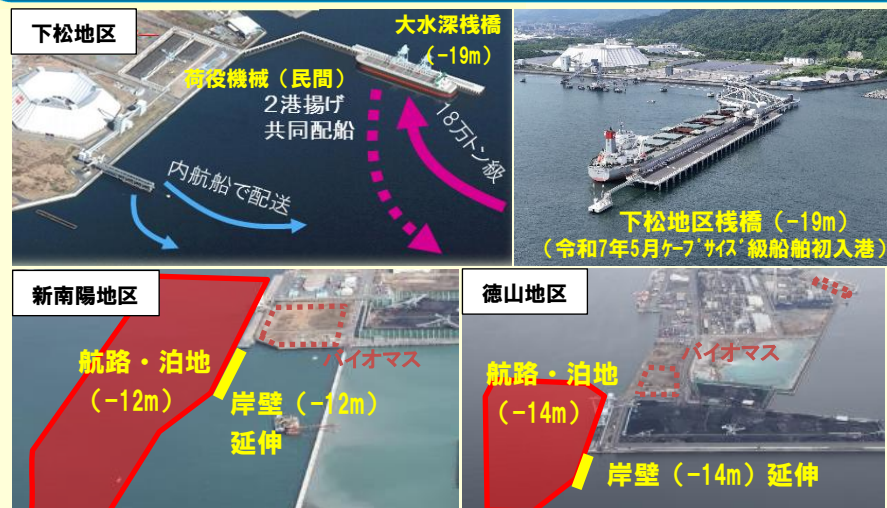 下松地区
大水深桟橋
(-19m)
荷役機械(民間)
2港揚げ
共同配船
18万トン級
内航船で配送
下松地区桟橋(-19m)
(令和7年5月ケープサイズ級船舶初入港)
新南陽地区
航路・泊地
(-12m)
バイオマス
岸壁(-12m)
延伸
徳山地区
バイオマス
航路・泊地
(-14m)
岸壁(-14m)延伸